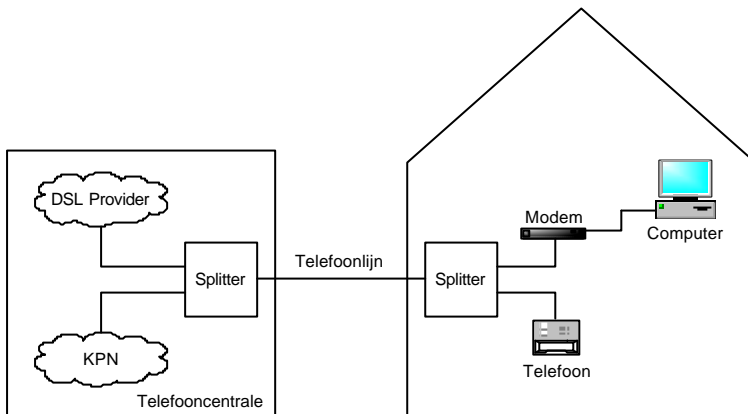 DSL Provider
Splitter
KPN
Telefooncentrale
Telefoonlijn
Splitter
Modem
Computer
Telefoon